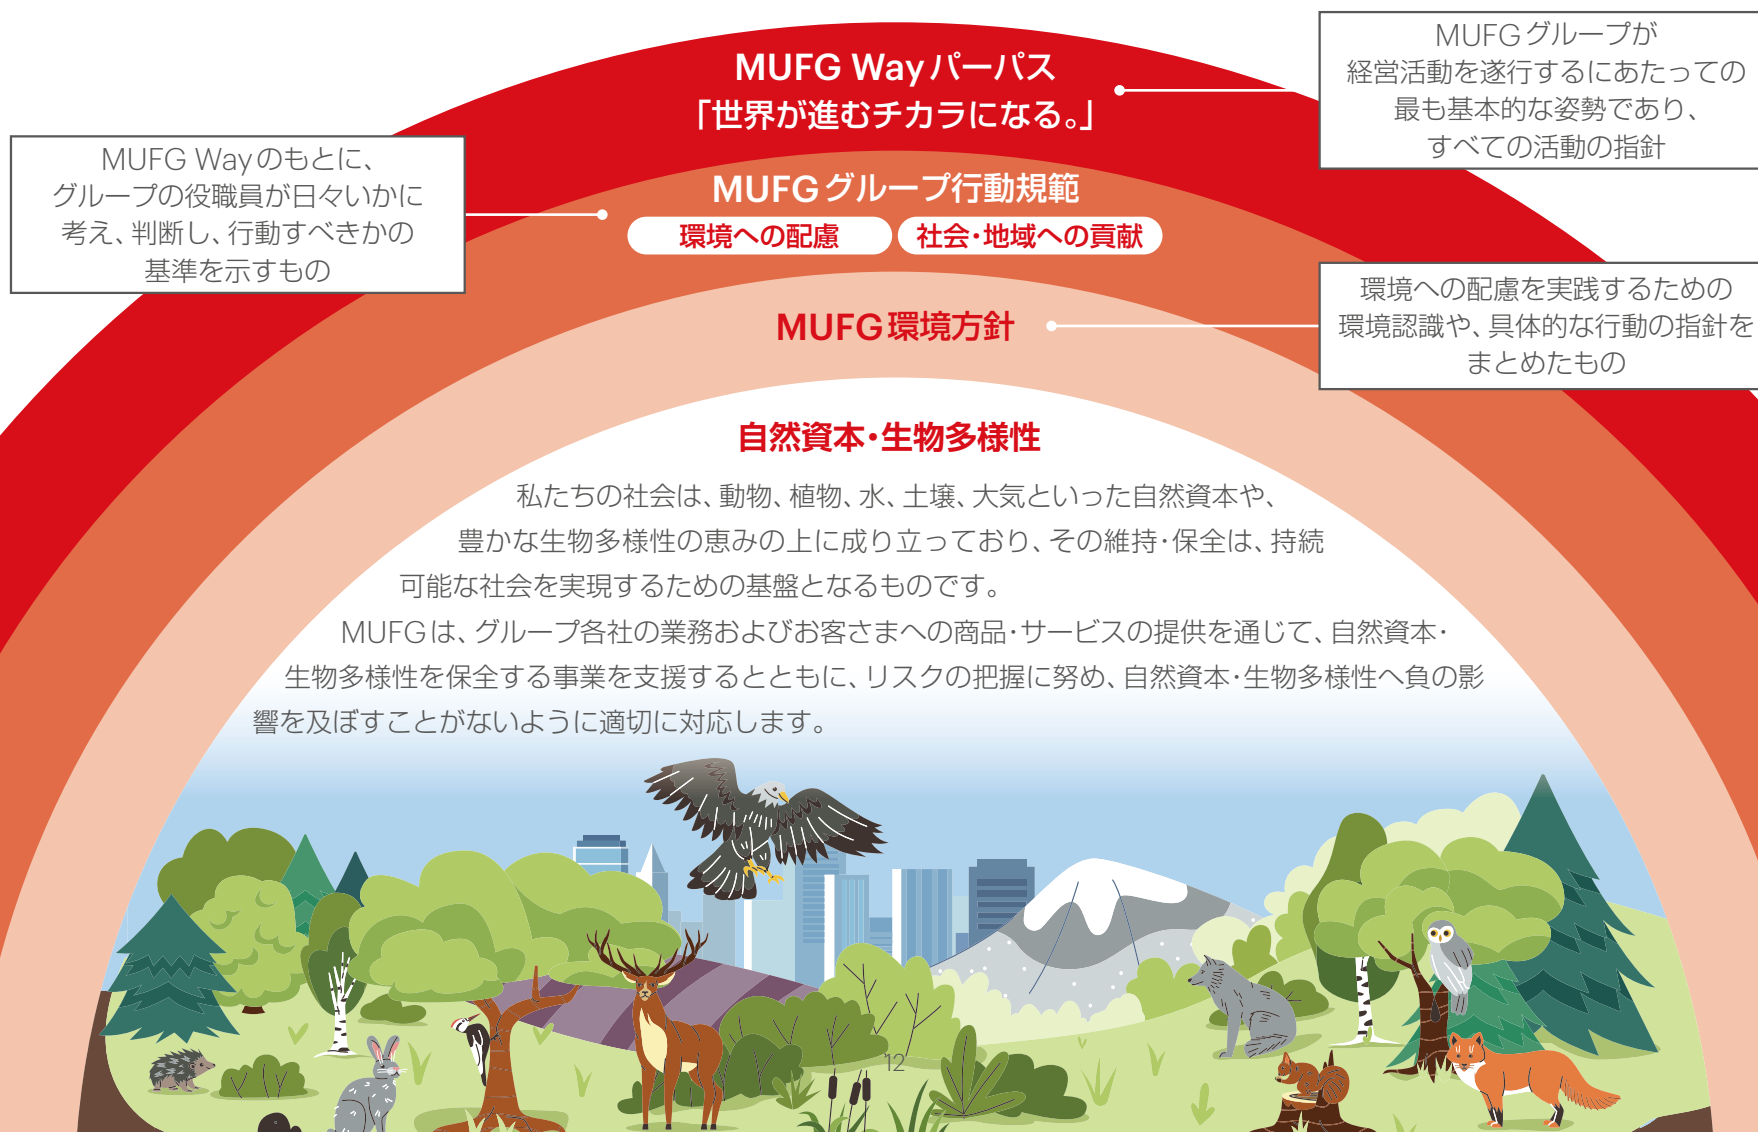 MUFG Wayパーパス
「世界が進むチカラになる。」
MUFGグループが
経営活動を遂行するにあたっての
最も基本的な姿勢であり、
すべての活動の指針
MUFG Wayのもとに、
グループの役職員が日々いかに
考え、判断し、行動すべきかの
基準を示すもの
MUFGグループ行動規範
環境への配慮
社会・地域への貢献
MUFG環境方針
環境への配慮を実践するための
環境認識や、具体的な行動の指針を
まとめたもの
自然資本・生物多様性
私たちの社会は、動物、植物、水、土壌、大気といった自然資本や、
豊かな生物多様性の恵みの上に成り立っており、その維持・保全は、持続
可能な社会を実現するための基盤となるものです。
MUFGは、グループ各社の業務およびお客さまへの商品・サービスの提供を通じて、自然資本・
生物多様性を保全する事業を支援するとともに、リスクの把握に努め、自然資本・生物多様性へ負の影
響を及ぼすことがないように適切に対応します。
12